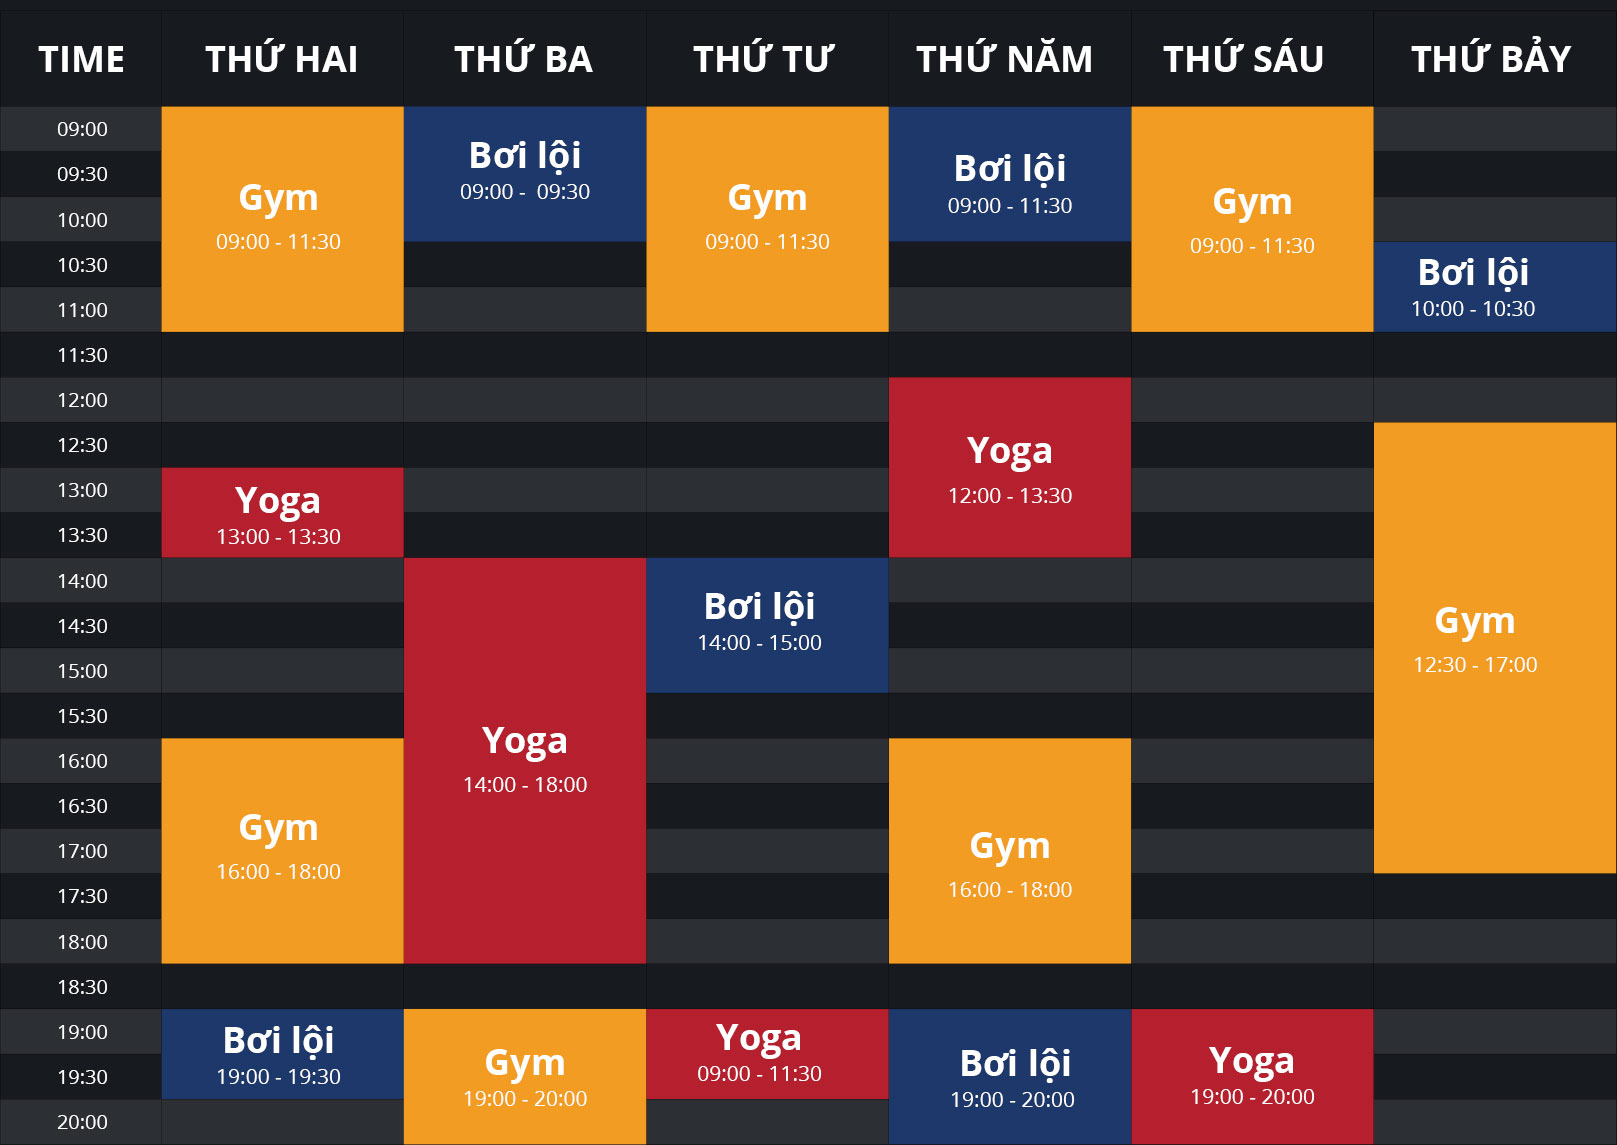 TIME THỨ HAI THỨ BA THỨ TƯ THỨ NĂM THỨ SÁU THỨ BẢY
09:00
09:30
10:00
10:30
11:00
11:30
12:00
12:30
13:00
13:30
14:00
14:30
15:00
15:30
16:00
16:30
17:00
17:30
18:00
18:30
19:00
19:30
20:00
Gym
09:00 - 11:30
Yoga
13:00 - 13:30
Gym
16:00 - 18:00
Bơi lội
19:00 - 19:30
Bơi lội
09:00 - 09:30
Yoga
14:00 - 18:00
Gym
19:00 - 20:00
Gym
09:00 - 11:30
Bơi lội
14:00 - 15:00
Yoga
09:00 - 11:30
Bơi lội
09:00 - 11:30
Yoga
12:00 - 13:30
Gym
16:00 - 18:00
Bơi lội
19:00 - 20:00
Gym
09:00 - 11:30
Yoga
19:00 - 20:00
Bơi lội
10:00 - 10:30
Gym
12:30 - 17:00